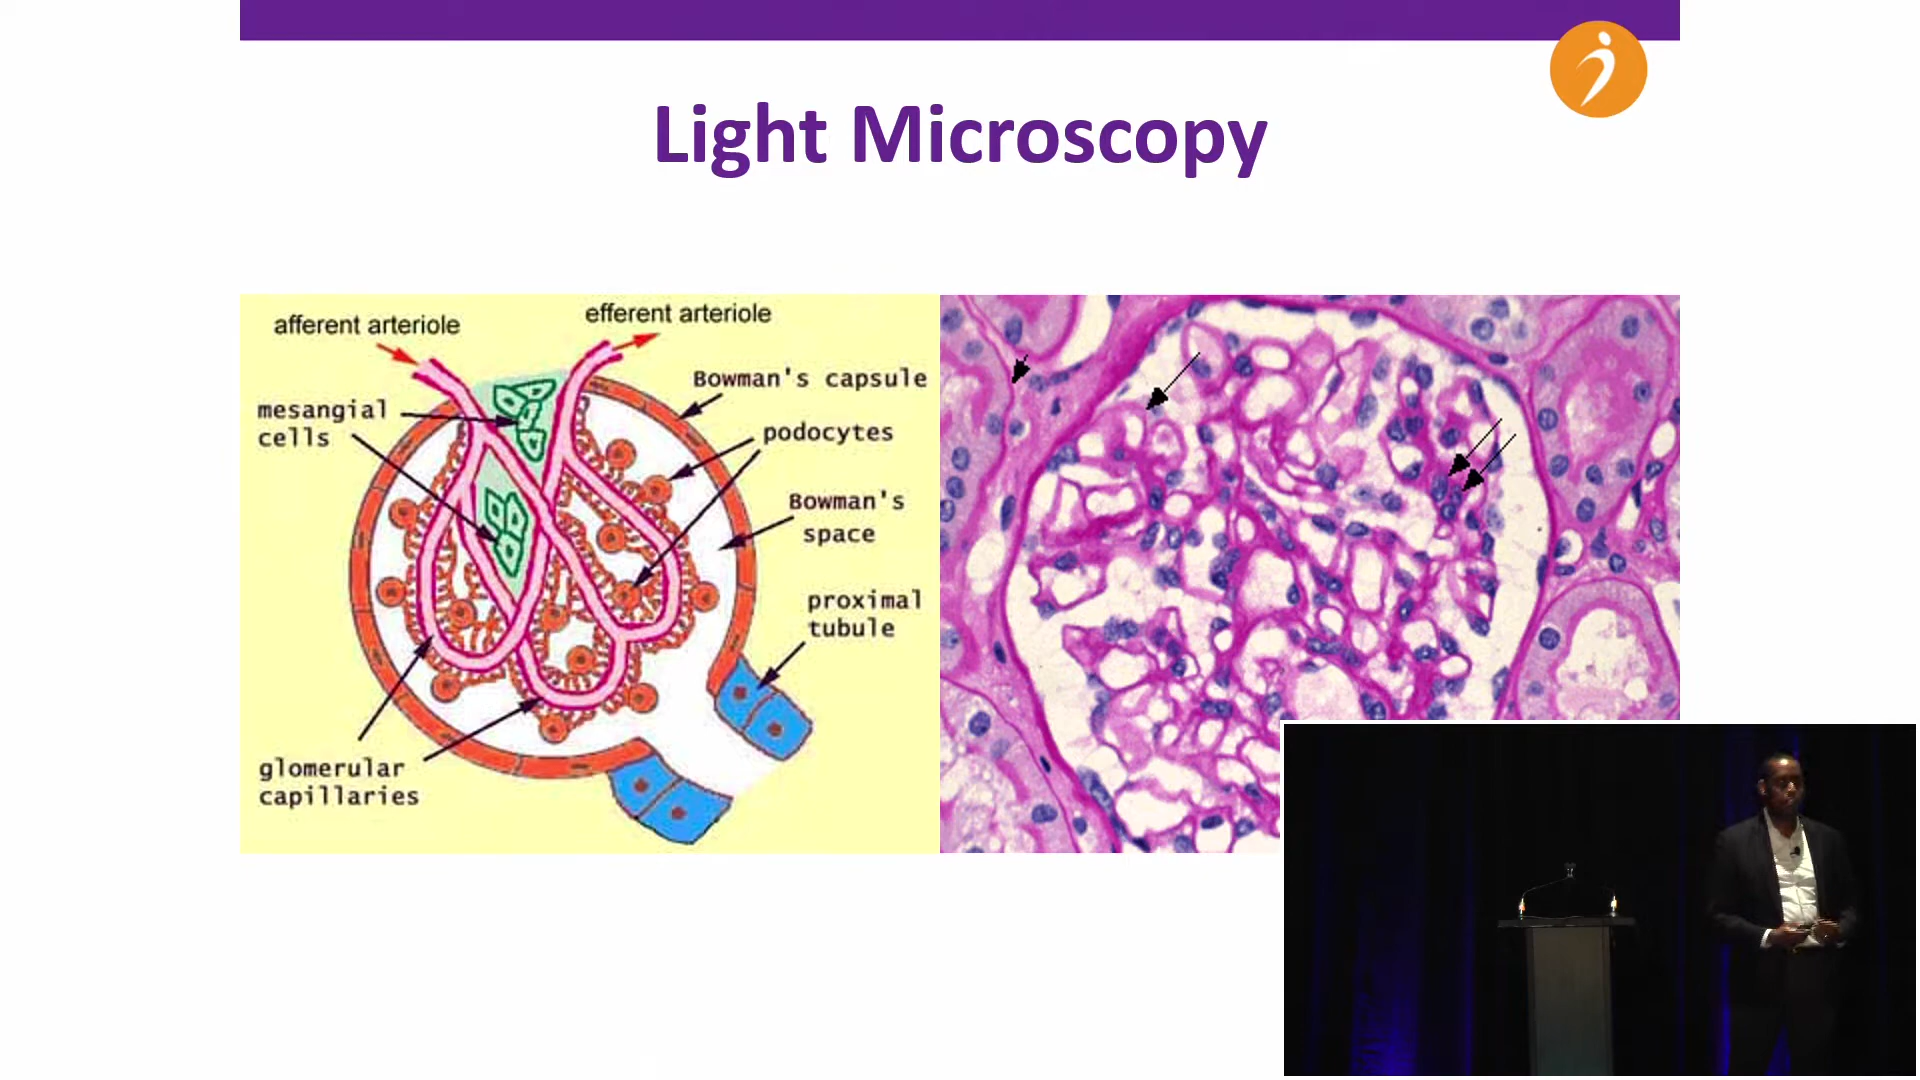 Light Microscopy
afferent arteriole
efferent arteriole
Bowman's capsule
mesangial
cells
podocytes
Bowman's
space
proximal
tubule
glomerular
capillaries